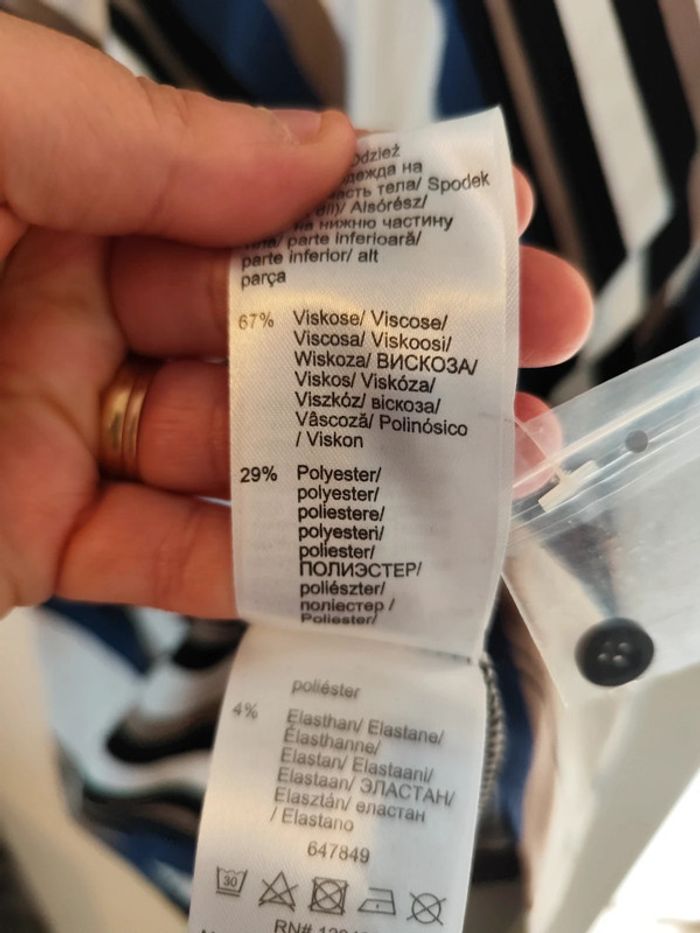 Odzież
на
тела/ Spodek
Alsórész/
на нижню частину
parte inferioară/
parte inferior/ alt
parça
67% Viskose/ Viscose/
Viscosa/ Viskoosi/
Wiskoza/ ВИСКОЗА/
Viskos/ Viskóza/
Viszkóz/ віскоза/
Vâscoză/ Polinósico
/ Viskon
29% Polyester/
polyester/
poliestere/
polyesteri/
poliester/
ПОЛИЭСТЕР/
poliészter/
поліестер /
Poliester/
poliéster
4% Elasthan/ Elastane/
Élasthanne/
Elastan/ Elastaani/
Elastaan/ ЭЛАСТАН/
Elasztán/ еластан
/ Elastano
647849
30
RN#